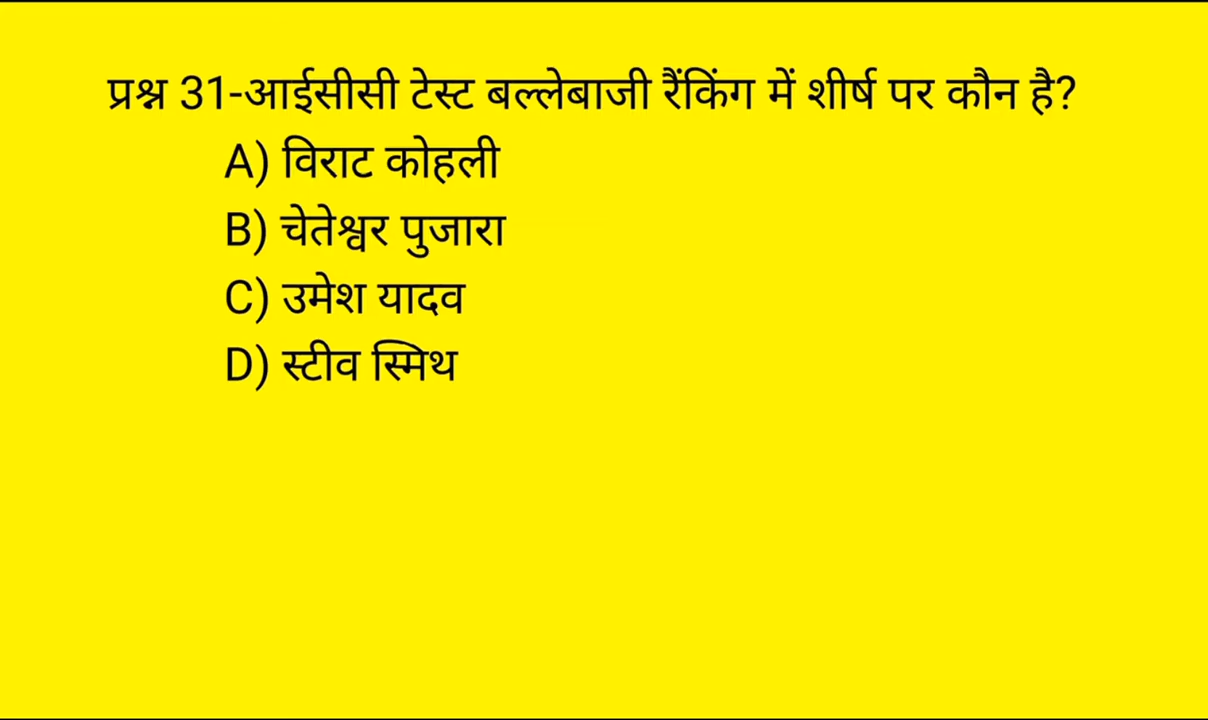 प्रश्न 31-आईसीसी टेस्ट बल्लेबाजी रैंकिंग में शीर्ष पर कौन है?
A) विराट कोहली
B) चेतेश्वर पुजारा
C) उमेश यादव
D) स्टीव स्मिथ